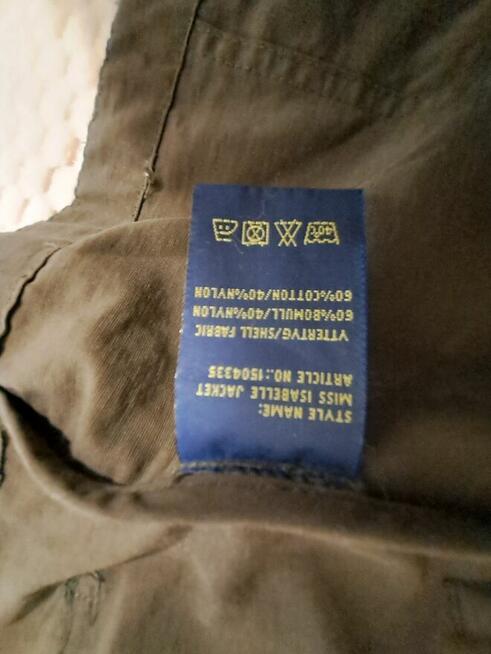 STYLE NAME:
MISS ISABELLE JACKET
ARTICLE NO.:1504335
YTTERTYG/SHELL FABRIC
60%BOMULL/40%NYLON
60%COTTON/40%NYLON
40°C